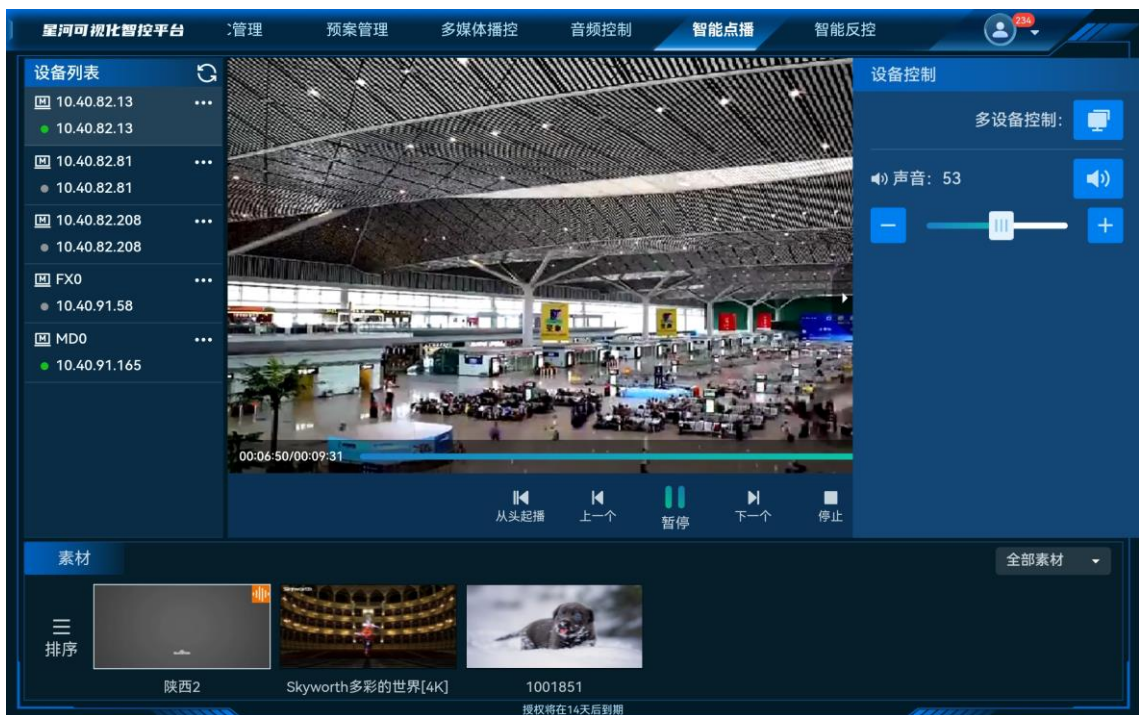 星河可视化智控平台
管理
预案管理
多媒体播控
音频控制
智能点播
智能反控
234
设备列表
10.40.82.13
10.40.82.13
10.40.82.81
10.40.82.81
10.40.82.208
10.40.82.208
FX0
10.40.91.58
MD0
10.40.91.165
00:06:50/00:09:31
从头起播
上一个
暂停
下一个
停止
设备控制
多设备控制:
声音: 53
素材
全部素材
排序
陕西2
Skyworth
Skyworth多彩的世界[4K]
1001851
授权将在14天后到期